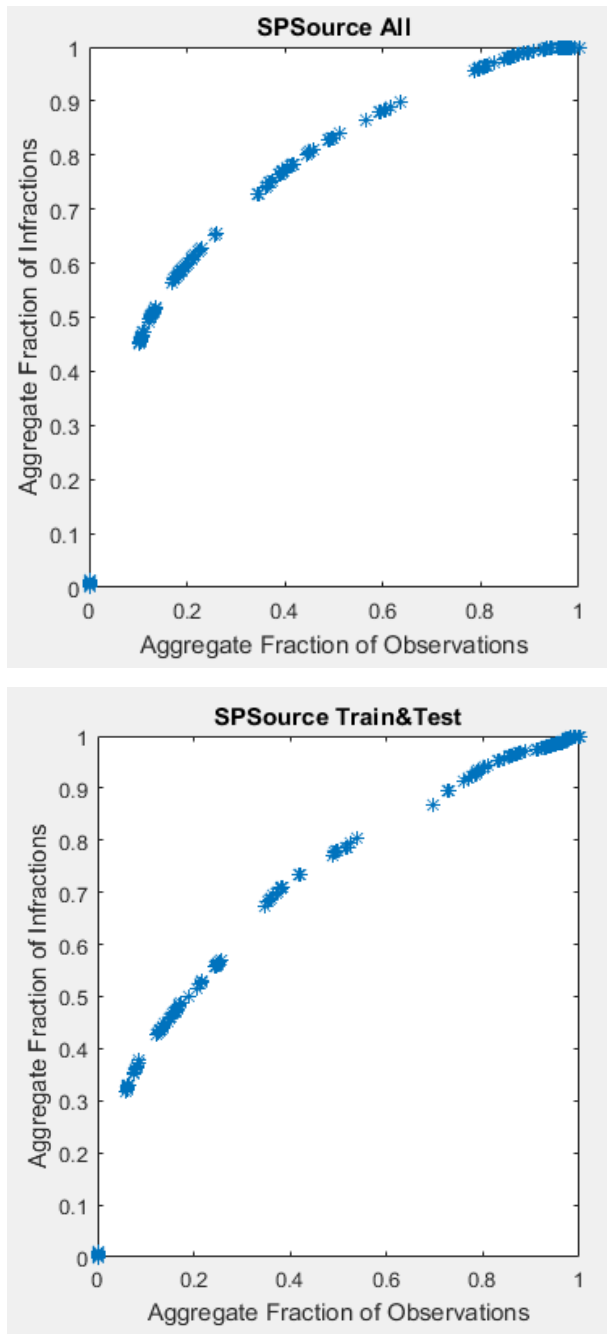 SPSource All
1
0.9
0.8
0.7
0.6
0.5
0.4
0.3
0.2
0.1
0
Aggregate Fraction of Infractions
0 0.2 0.4 0.6 0.8 1
Aggregate Fraction of Observations
SPSource Train&Test
1
0.9
0.8
0.7
0.6
0.5
0.4
0.3
0.2
0.1
0
Aggregate Fraction of Infractions
0 0.2 0.4 0.6 0.8 1
Aggregate Fraction of Observations